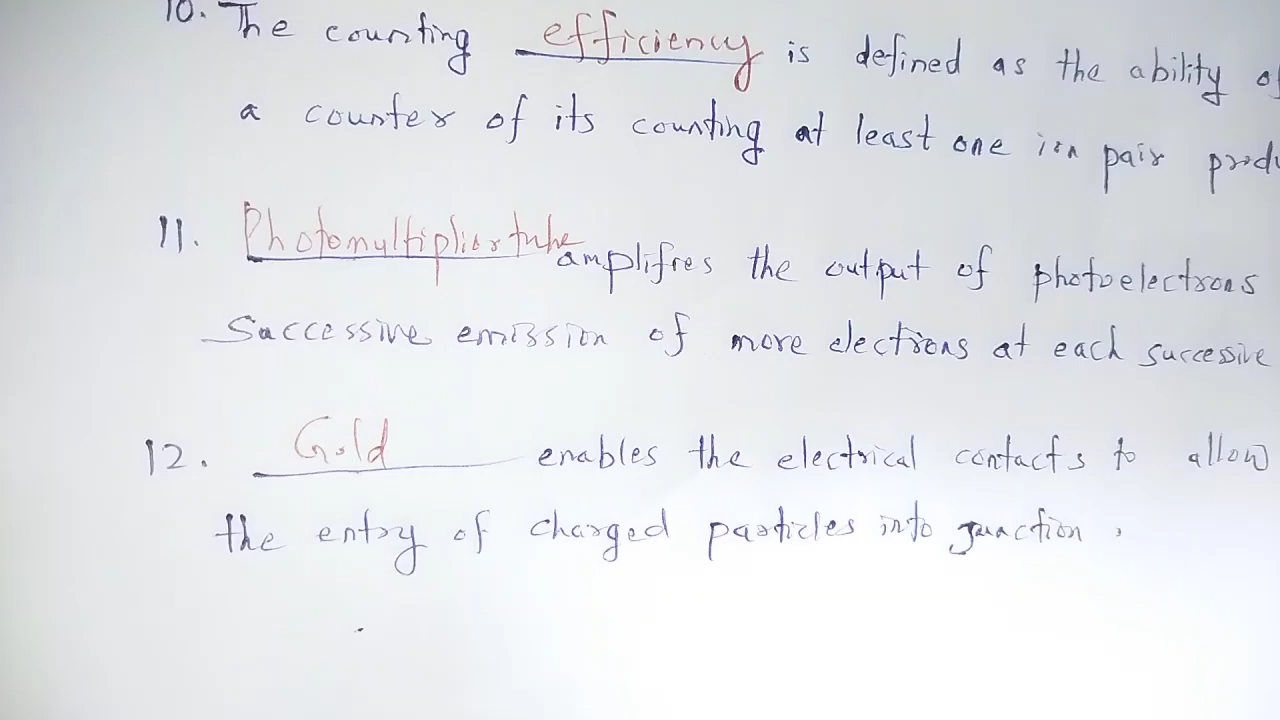 10. The counting efficiency is defined as the ability of
a counter of its counting at least one ion pair produ
11. Photomultiplier tube amplifies the output of photoelectrons
Successive emission of more electrons at each successive
12. Gold enables the electrical contacts to allow
the entry of charged particles into junction.